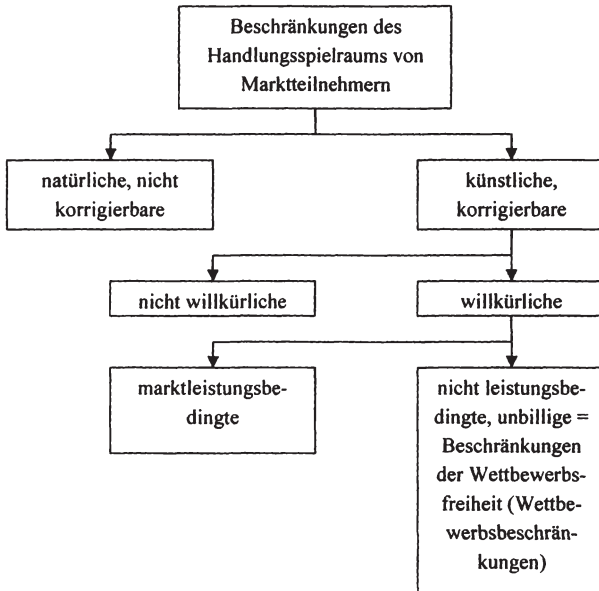 Beschränkungen des
Handlungsspielraums von
Marktteilnehmern
natürliche, nicht
korrigierbare
künstliche,
korrigierbare
nicht willkürliche
willkürliche
marktleistungsbe-
dingte
nicht leistungsbe-
dingte, unbillige =
Beschränkungen
der Wettbewerbs-
freiheit (Wettbe-
werbsbeschrän-
kungen)